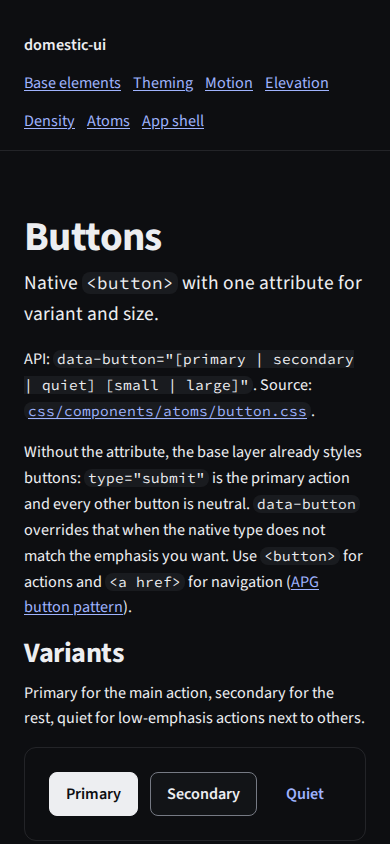 domestic-ui
Base elements Theming Motion Elevation
Density Atoms App shell
Buttons
Native <button> with one attribute for
variant and size.
API: data-button="[primary | secondary
| quiet] [small | large]". Source:
css/components/atoms/button.css.
Without the attribute, the base layer already styles
buttons: type="submit" is the primary action
and every other button is neutral. data-button
overrides that when the native type does not
match the emphasis you want. Use <button> for
actions and <a href> for navigation (APG
button pattern).
Variants
Primary for the main action, secondary for the
rest, quiet for low-emphasis actions next to others.
Primary Secondary Quiet